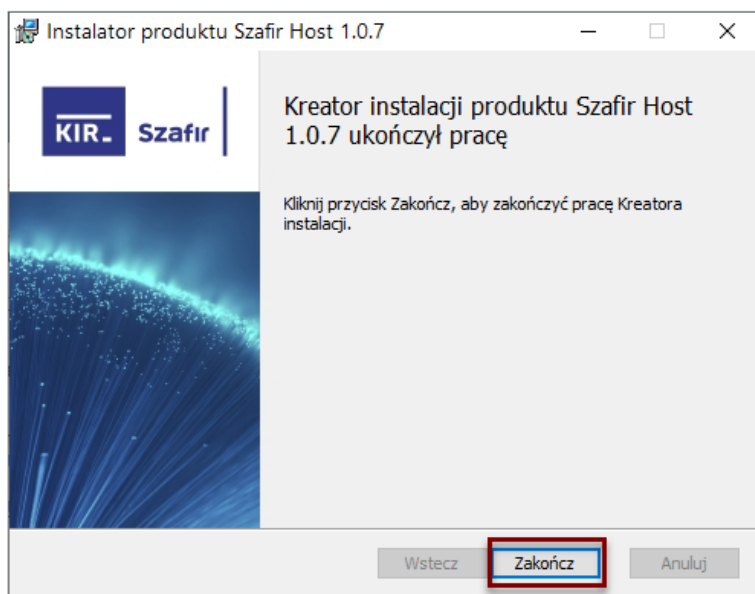 Instalator produktu Szafir Host 1.0.7
KIR. Szafir
Kreator instalacji produktu Szafir Host
1.0.7 ukończył pracę
Kliknij przycisk Zakończ, aby zakończyć pracę Kreatora
instalacji.
Wstecz Zakończ Anuluj